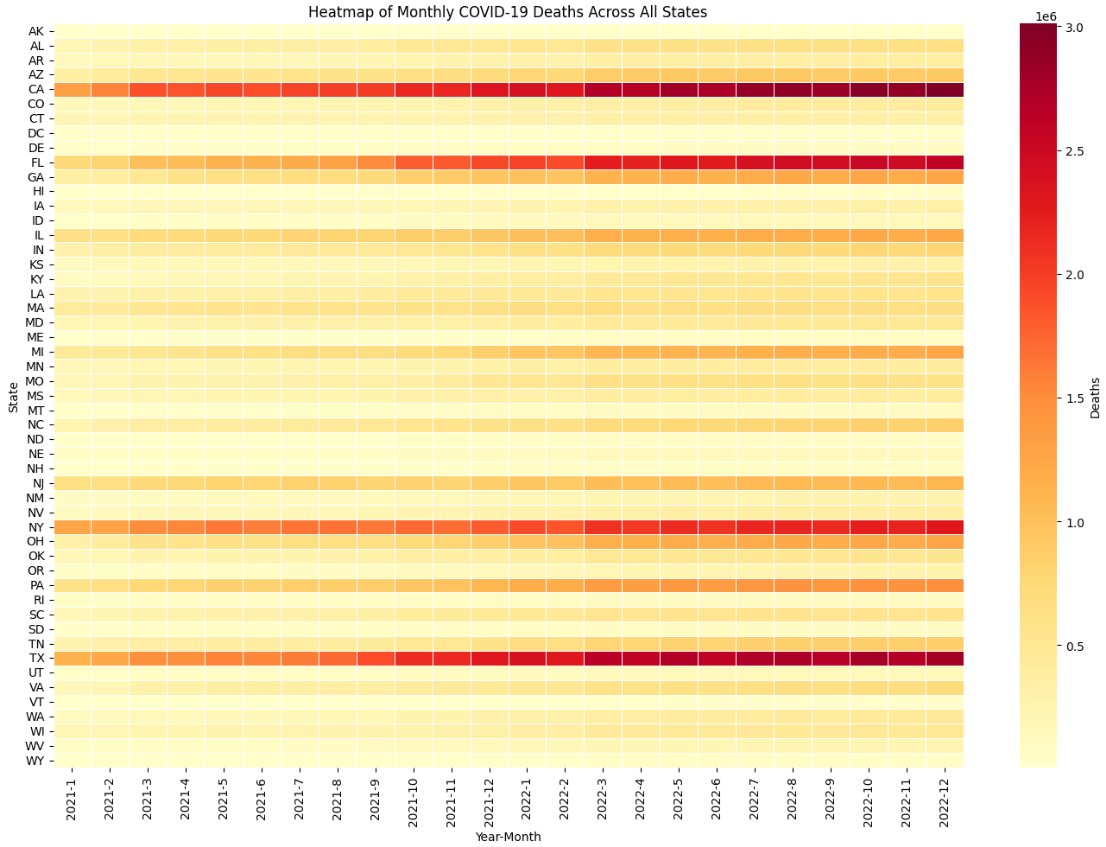 Heatmap of Monthly COVID-19 Deaths Across All States
1e6
AK
AL
AR
AZ
CA
CO
CT
DC
DE
FL
GA
HI
IA
ID
IL
IN
KS
KY
LA
MA
MD
ME
MI
MN
MO
MS
MT
NC
ND
NE
NH
NJ
NM
NV
NY
OH
OK
OR
PA
RI
SC
SD
TN
TX
UT
VA
VT
WA
WI
WV
WY
State
2021-1
2021-2
2021-3
2021-4
2021-5
2021-6
2021-7
2021-8
2021-9
2021-10
2021-11
2021-12
2022-1
2022-2
2022-3
2022-4
2022-5
2022-6
2022-7
2022-8
2022-9
2022-10
2022-11
2022-12
Year-Month
3.0
2.5
2.0
1.5
1.0
0.5
Deaths